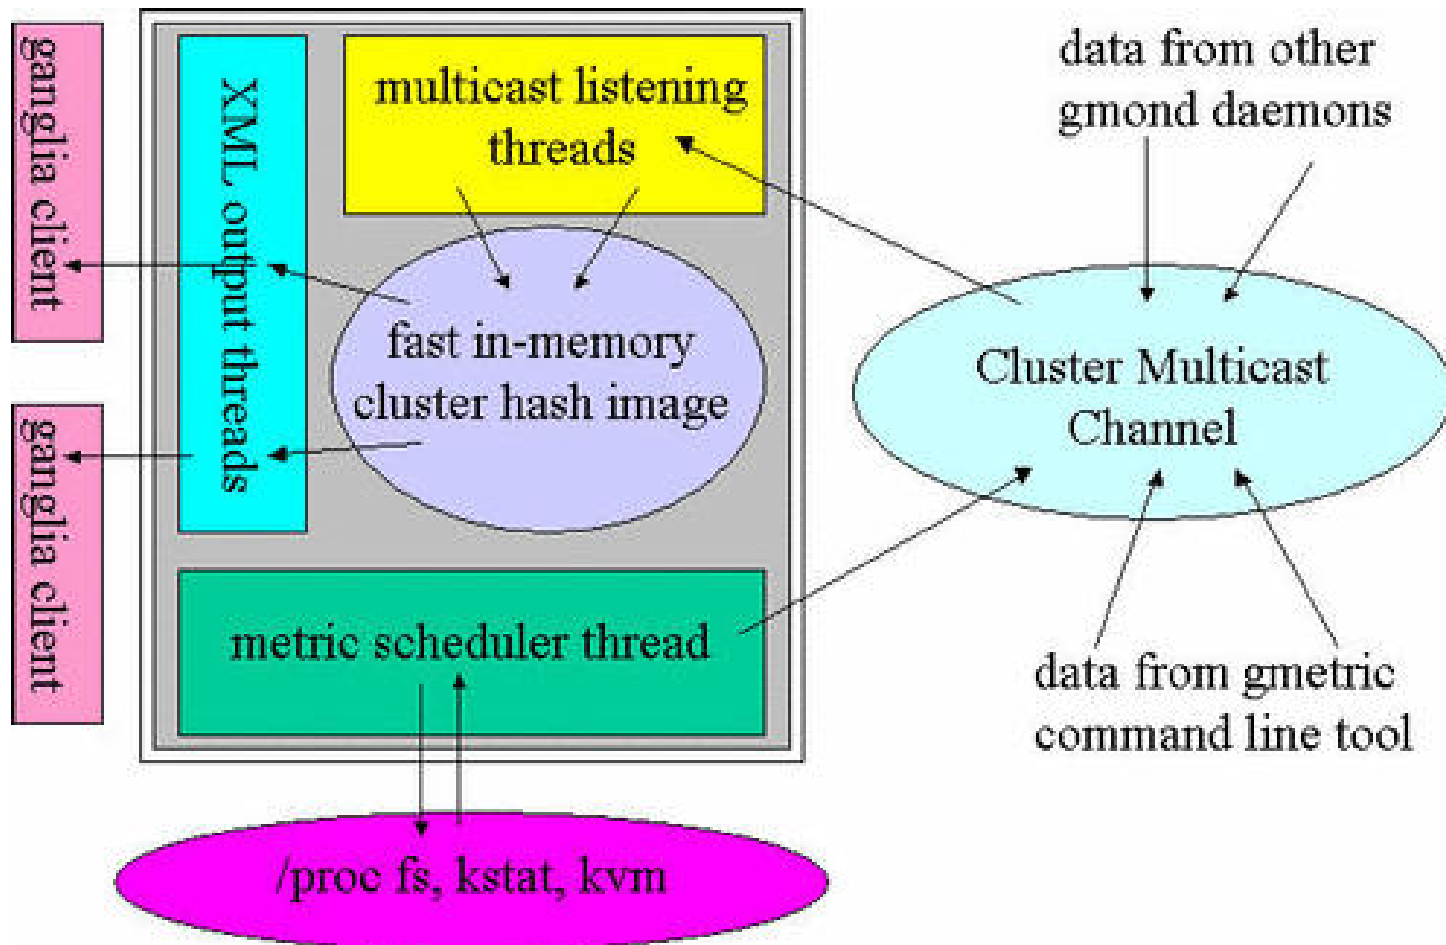 ganglia client
XML output threads
multicast listening
threads
data from other
gmond daemons
fast in-memory
cluster hash image
Cluster Multicast
Channel
ganglia client
metric scheduler thread
data from gmetric
command line tool
/proc fs, kstat, kvm